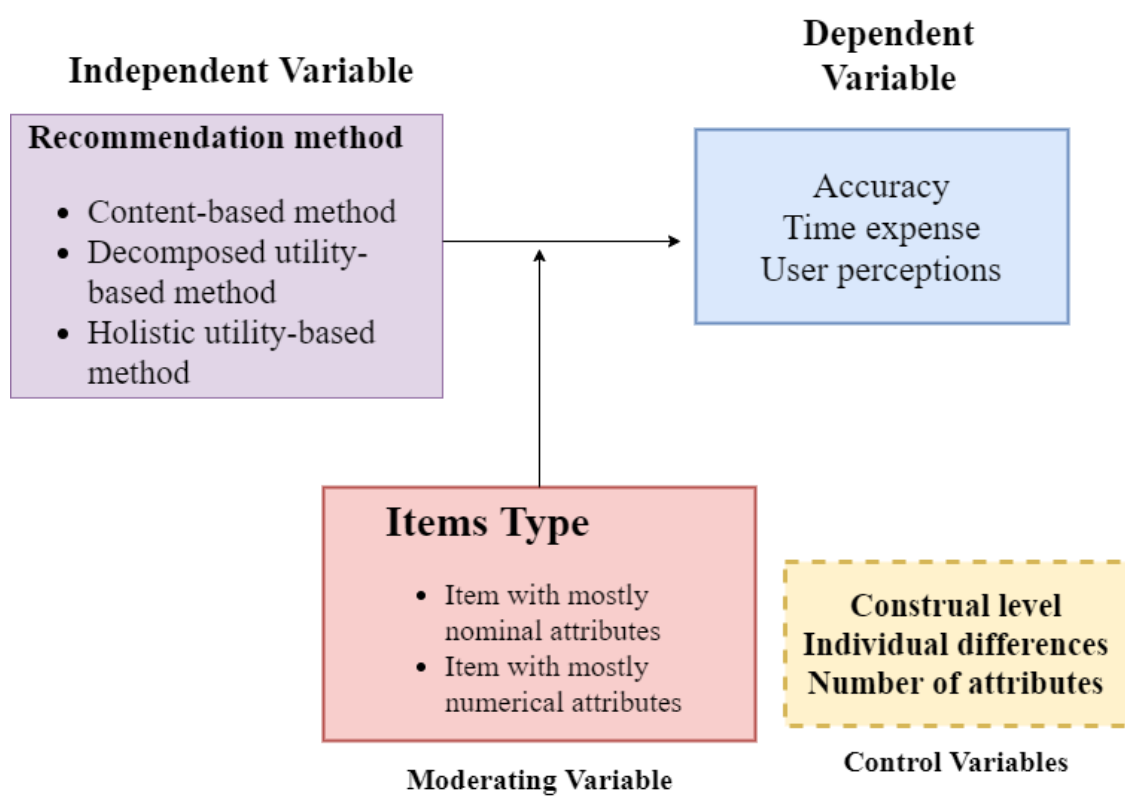 Independent Variable
Dependent
Variable
Recommendation method
• Content-based method
• Decomposed utility-
based method
• Holistic utility-based
method
Accuracy
Time expense
User perceptions
Items Type
• Item with mostly
nominal attributes
• Item with mostly
numerical attributes
Moderating Variable
Construal level
Individual differences
Number of attributes
Control Variables